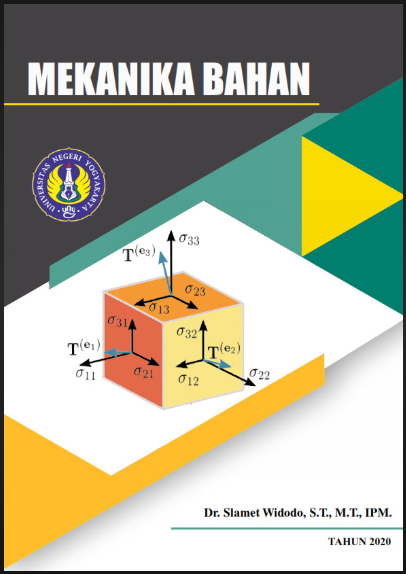 MEKANIKA BAHAN
UNIVERSITAS NEGERI YOGYAKARTA
σ33
T(e3)
σ23
σ13
σ31
σ32
T(e1)
T(e2)
σ11
σ21
σ12
σ22
Dr. Slamet Widodo, S.T., M.T., IPM.
TAHUN 2020